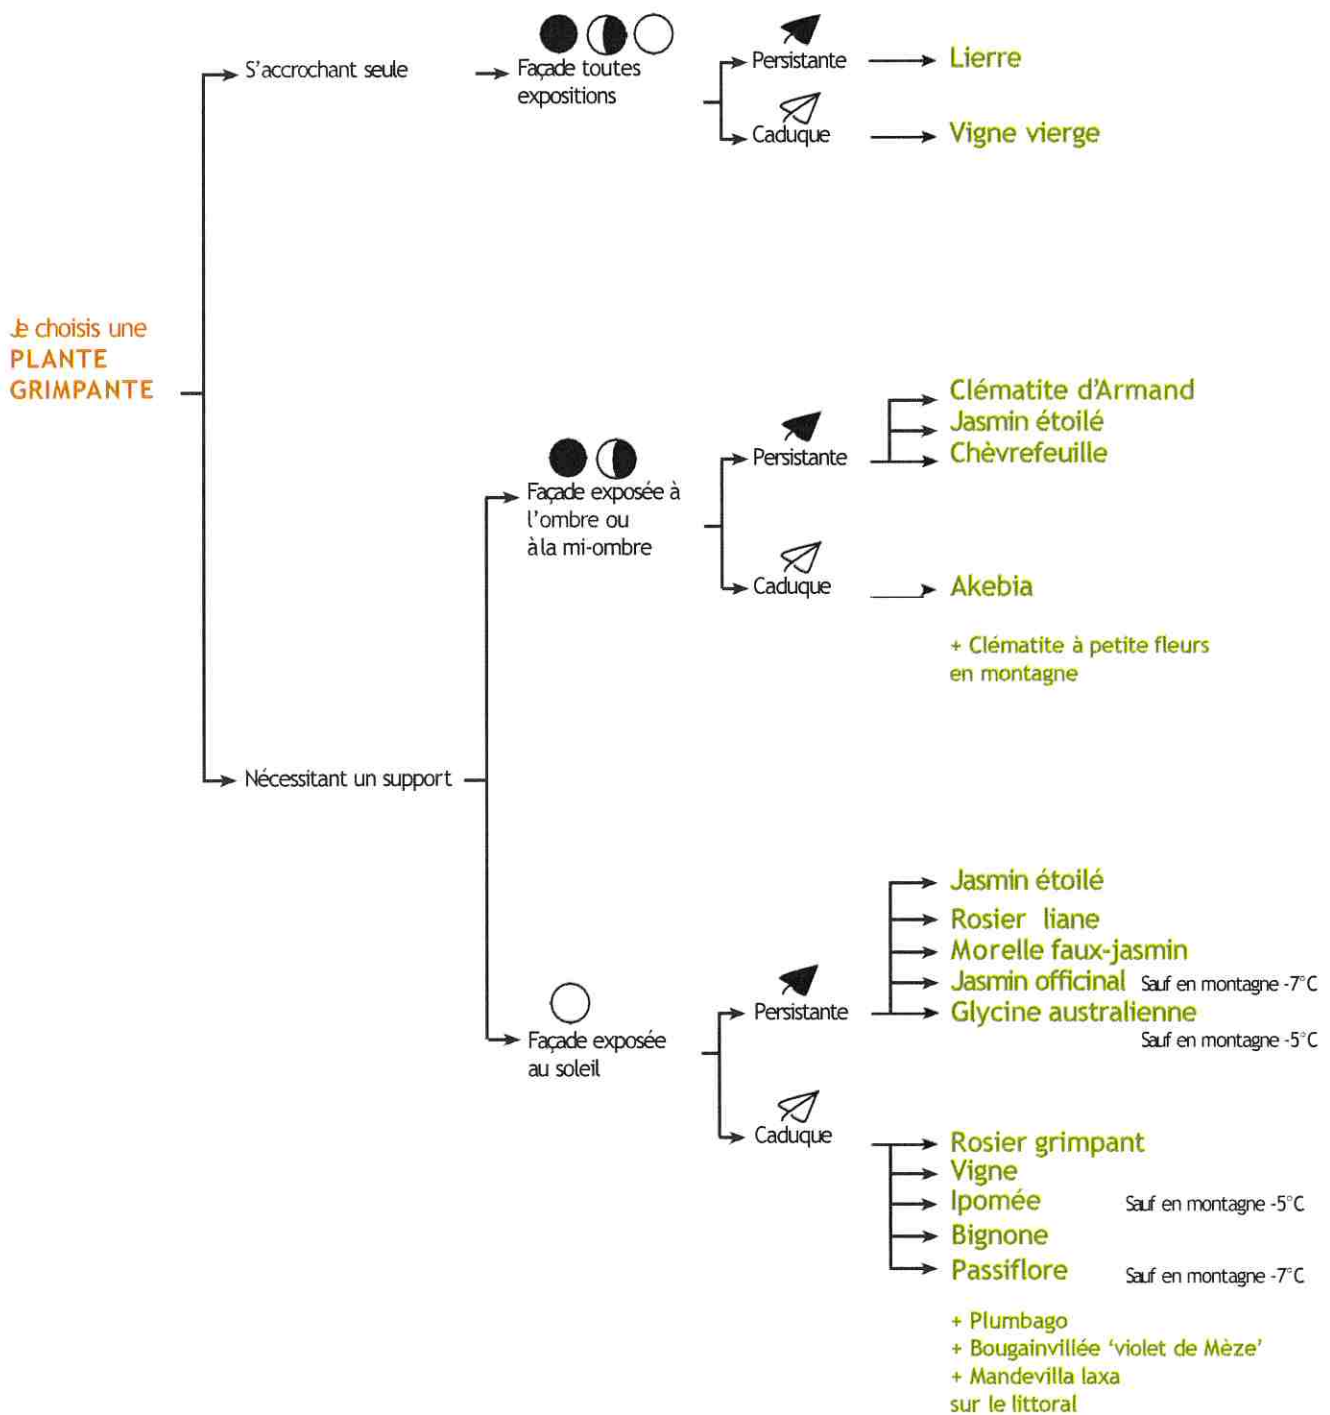 Je choisis une
PLANTE
GRIMPANTE
S'accrochant seule
Façade toutes
expositions
Persistante
Lierre
Caduque
Vigne vierge
Nécessitant un support
Façade exposée à
l'ombre ou
à la mi-ombre
Persistante
Clématite d'Armand
Jasmin étoilé
Chèvrefeuille
Caduque
Akebia
+ Clématite à petite fleurs
en montagne
Façade exposée
au soleil
Persistante
Jasmin étoilé
Rosier liane
Morelle faux-jasmin
Jasmin officinal Sauf en montagne -7°C
Glycine australienne
Sauf en montagne -5°C
Caduque
Rosier grimpant
Vigne
Ipomée Sauf en montagne -5°C
Bignone
Passiflore Sauf en montagne -7°C
+ Plumbago
+ Bougainvillée 'violet de Mèze'
+ Mandevilla laxa
sur le littoral